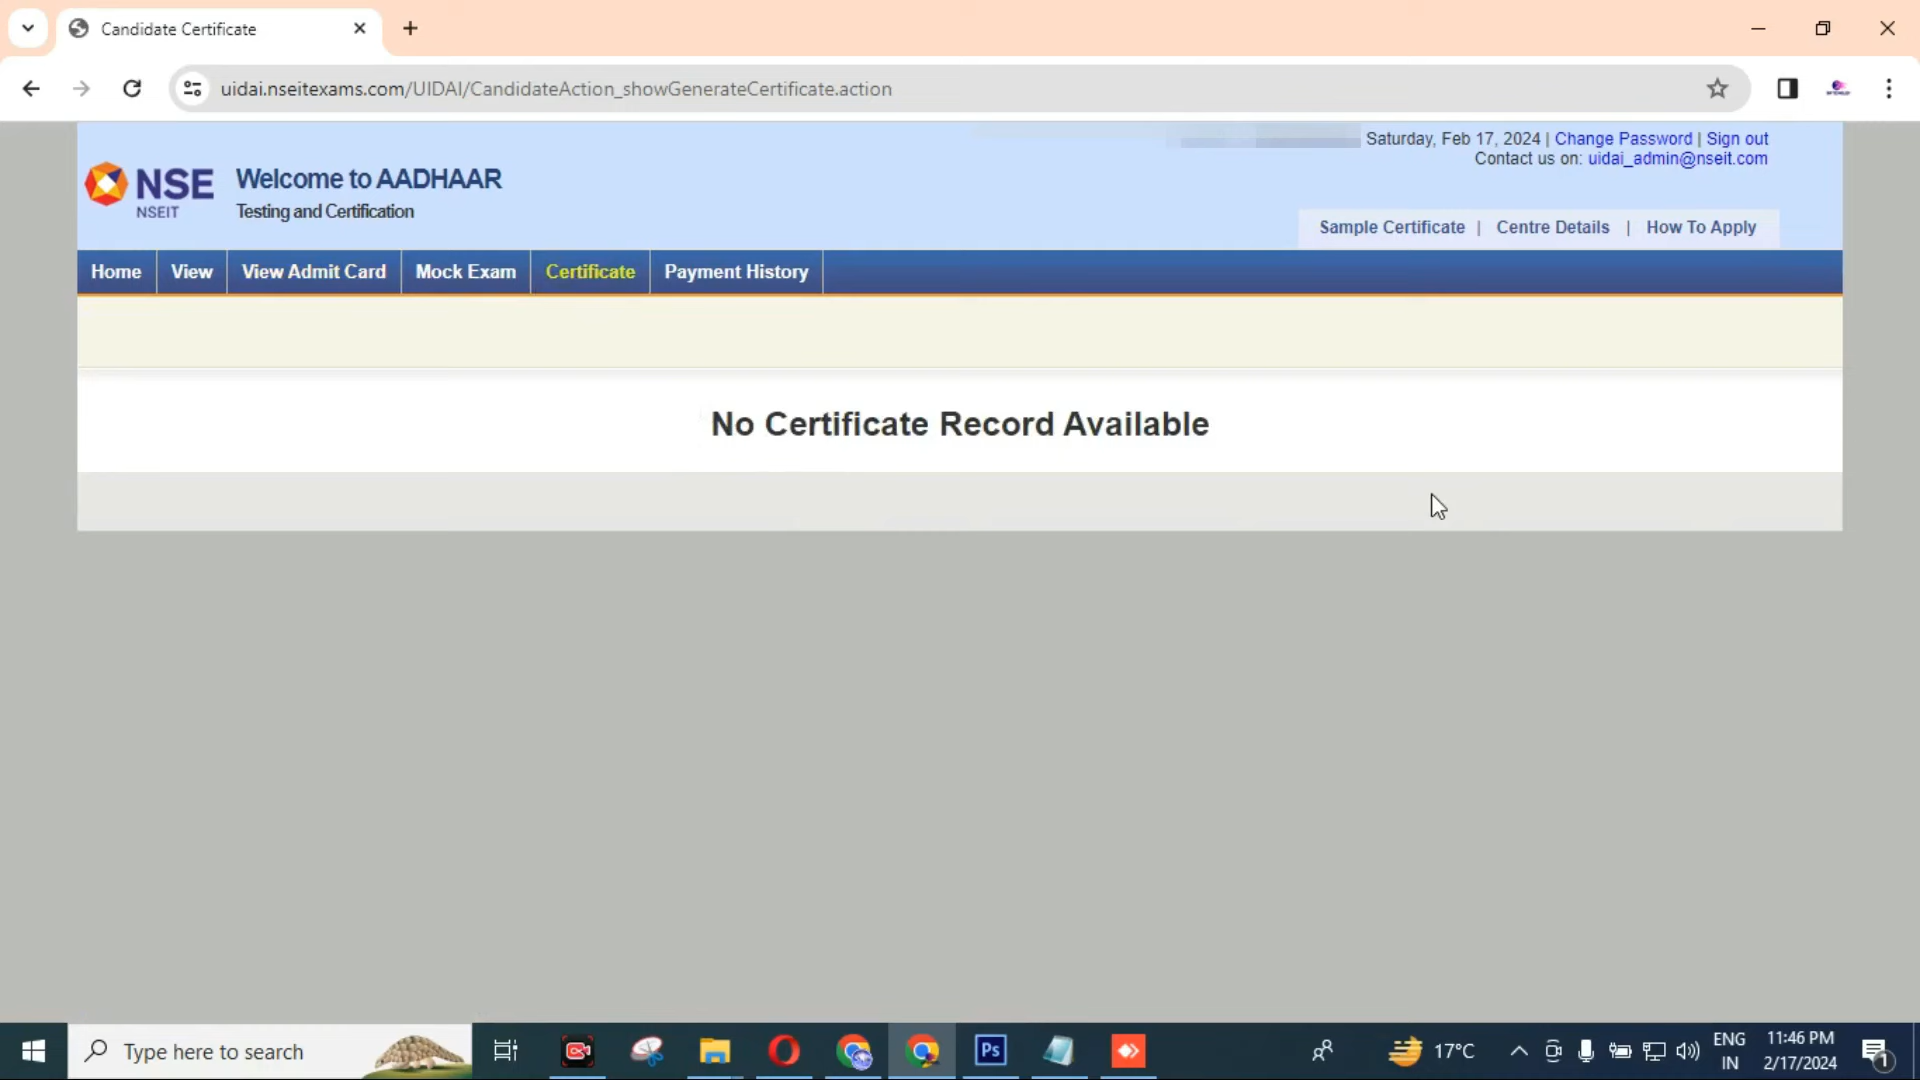 Candidate Certificate
uidai.nseitexams.com/UIDAI/CandidateAction_showGenerateCertificate.action
Saturday, Feb 17, 2024 | Change Password | Sign out
Contact us on: uidai_admin@nseit.com
NSE
NSEIT
Welcome to AADHAAR
Testing and Certification
Sample Certificate | Centre Details | How To Apply
Home View View Admit Card Mock Exam Certificate Payment History
No Certificate Record Available
Type here to search
Ps
17°C
ENG
IN
11:46 PM
2/17/2024
1